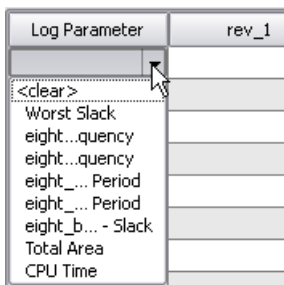 Log Parameter rev_1
<clear>
Worst Slack
eight...quency
eight...quency
eight_... Period
eight_... Period
eight_b... - Slack
Total Area
CPU Time